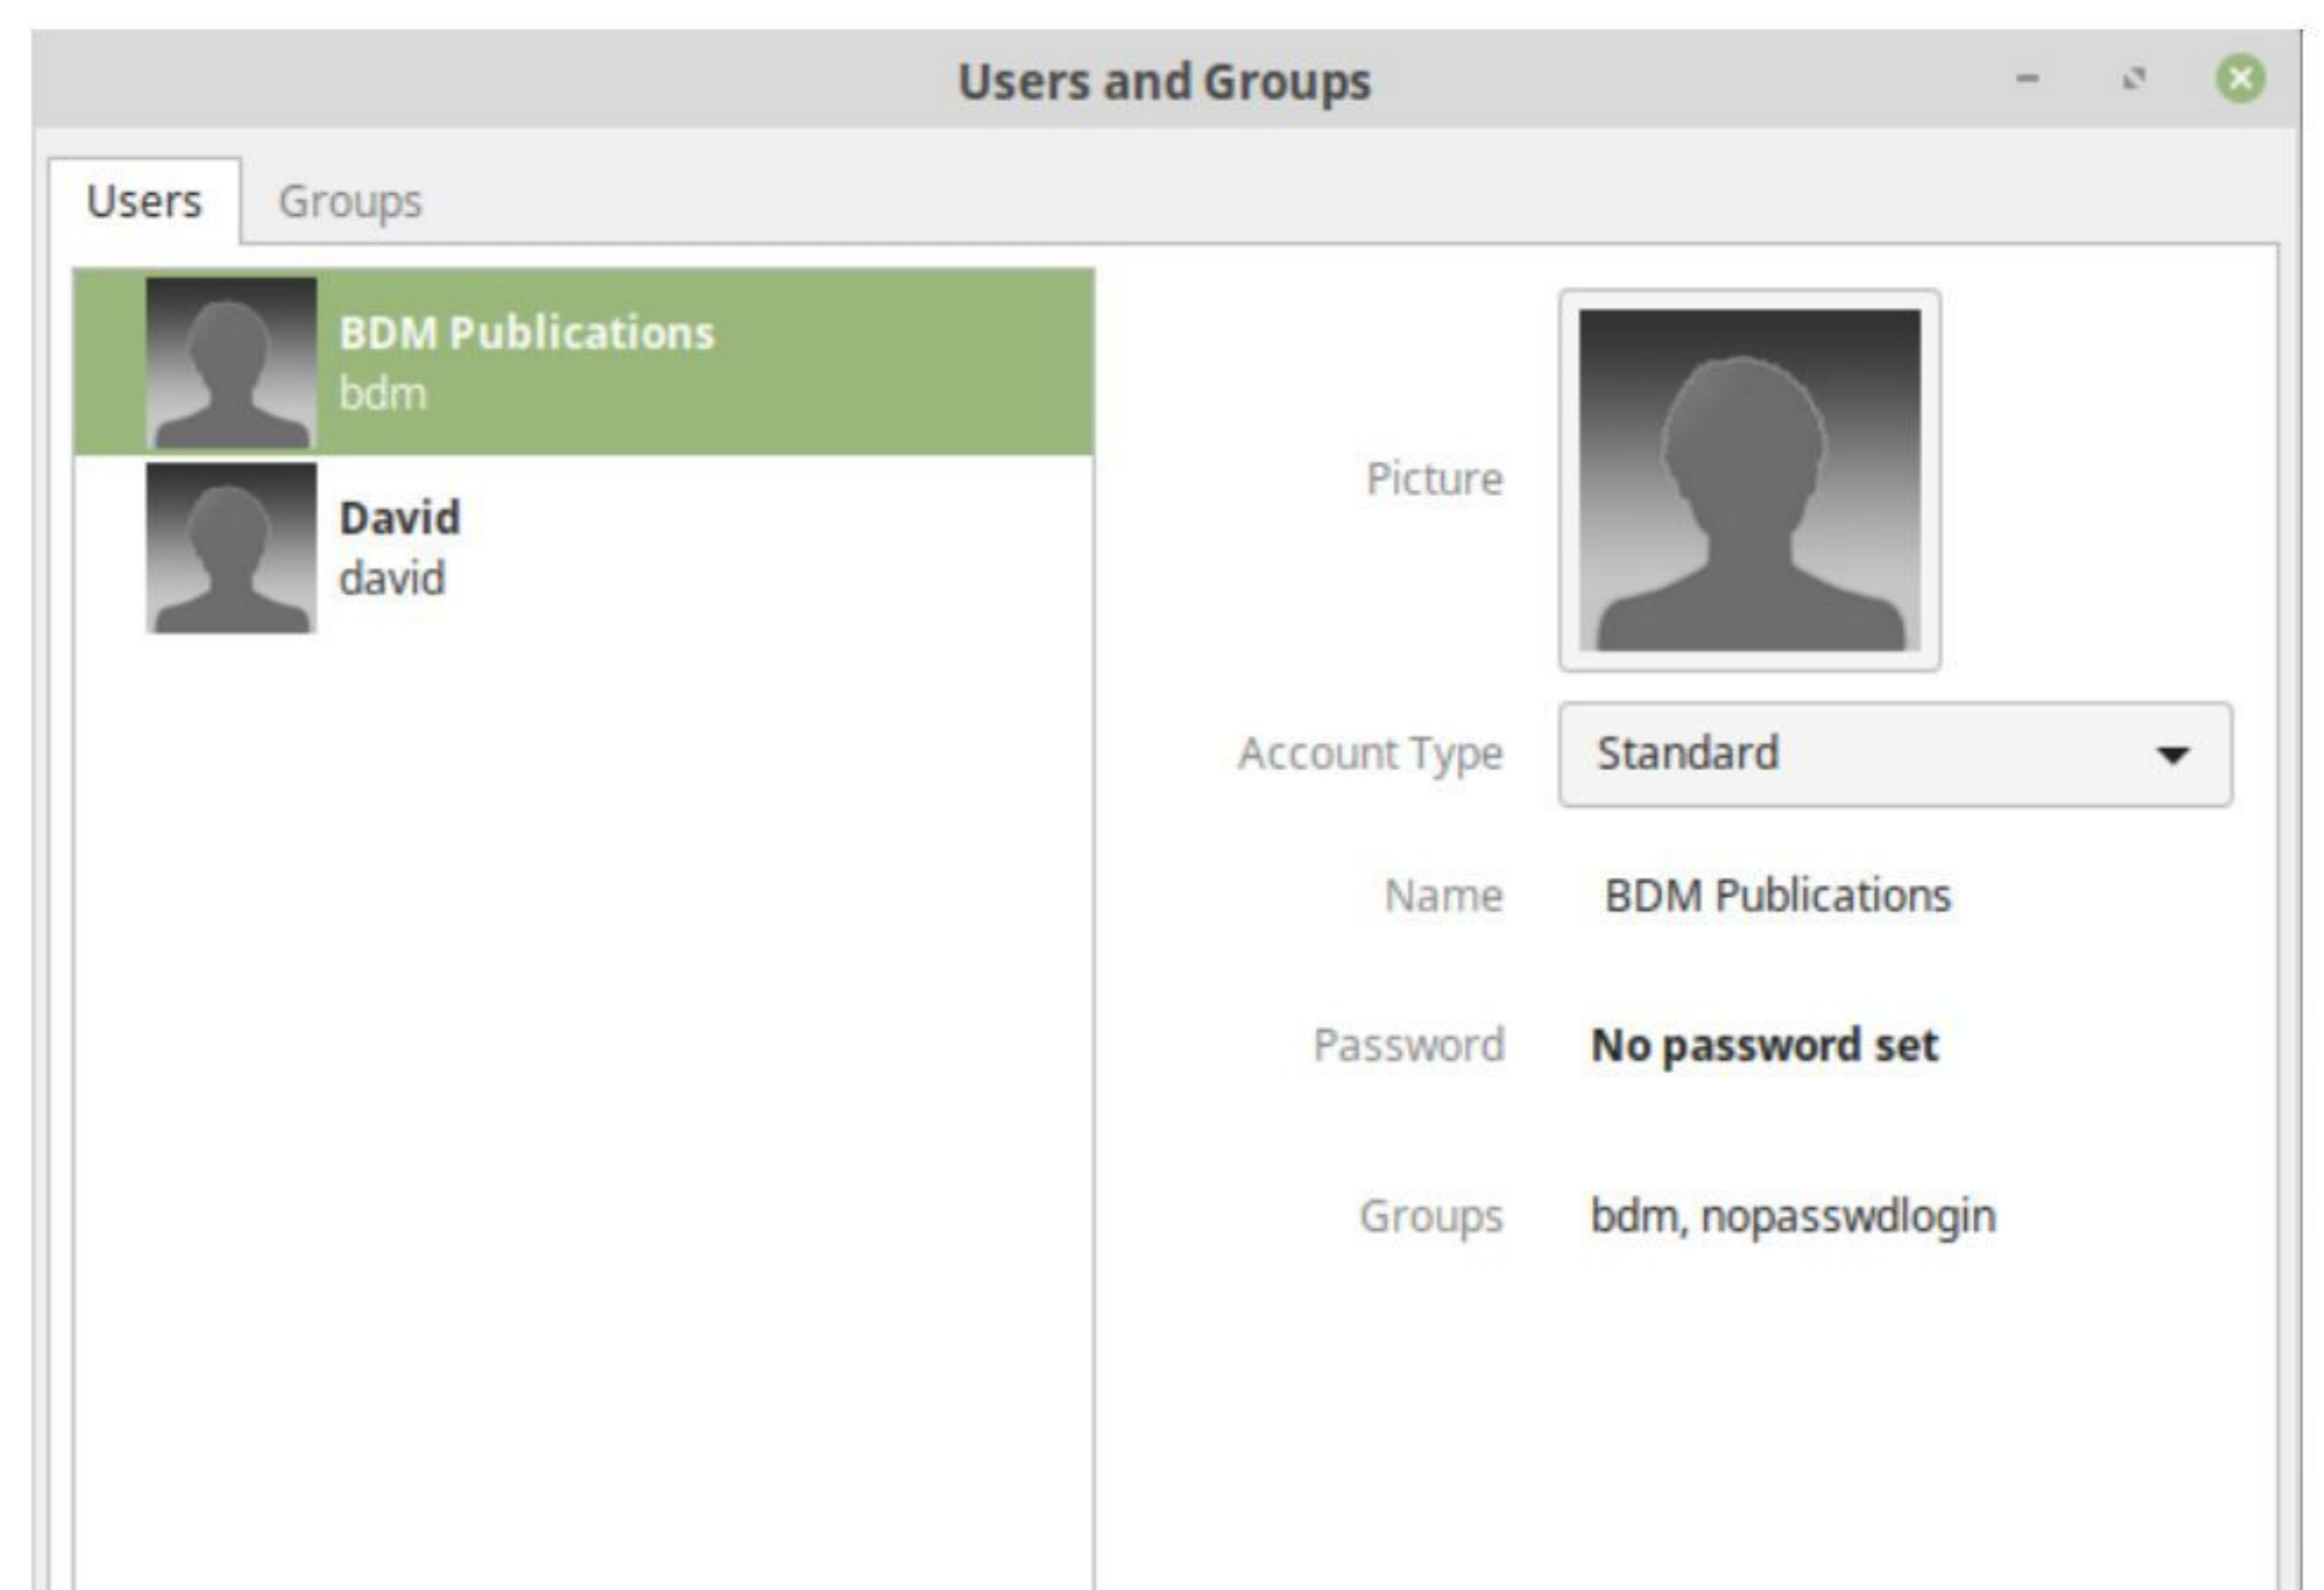 Users and Groups
Users
Groups
BDM Publications
bdm
David
david
Picture
Account Type
Standard
Name
BDM Publications
Password
No password set
Groups
bdm, nopasswdlogin